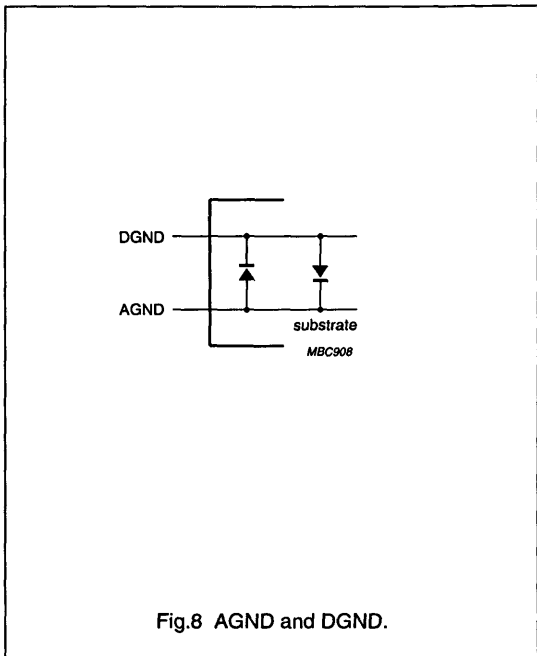 DGND
AGND
substrate
MBC908
Fig.8 AGND and DGND.